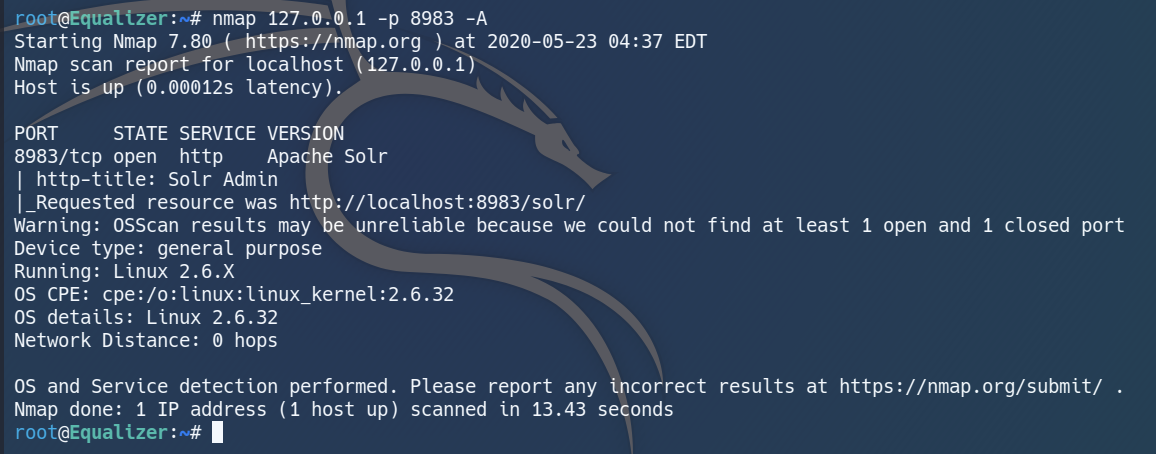 root@Equalizer:~# nmap 127.0.0.1 -p 8983 -A
Starting Nmap 7.80 ( https://nmap.org ) at 2020-05-23 04:37 EDT
Nmap scan report for localhost (127.0.0.1)
Host is up (0.00012s latency).

PORT     STATE SERVICE VERSION
8983/tcp open  http    Apache Solr
| http-title: Solr Admin
|_Requested resource was http://localhost:8983/solr/
Warning: OSScan results may be unreliable because we could not find at least 1 open and 1 closed port
Device type: general purpose
Running: Linux 2.6.X
OS CPE: cpe:/o:linux:linux_kernel:2.6.32
OS details: Linux 2.6.32
Network Distance: 0 hops

OS and Service detection performed. Please report any incorrect results at https://nmap.org/submit/ .
Nmap done: 1 IP address (1 host up) scanned in 13.43 seconds
root@Equalizer:~#